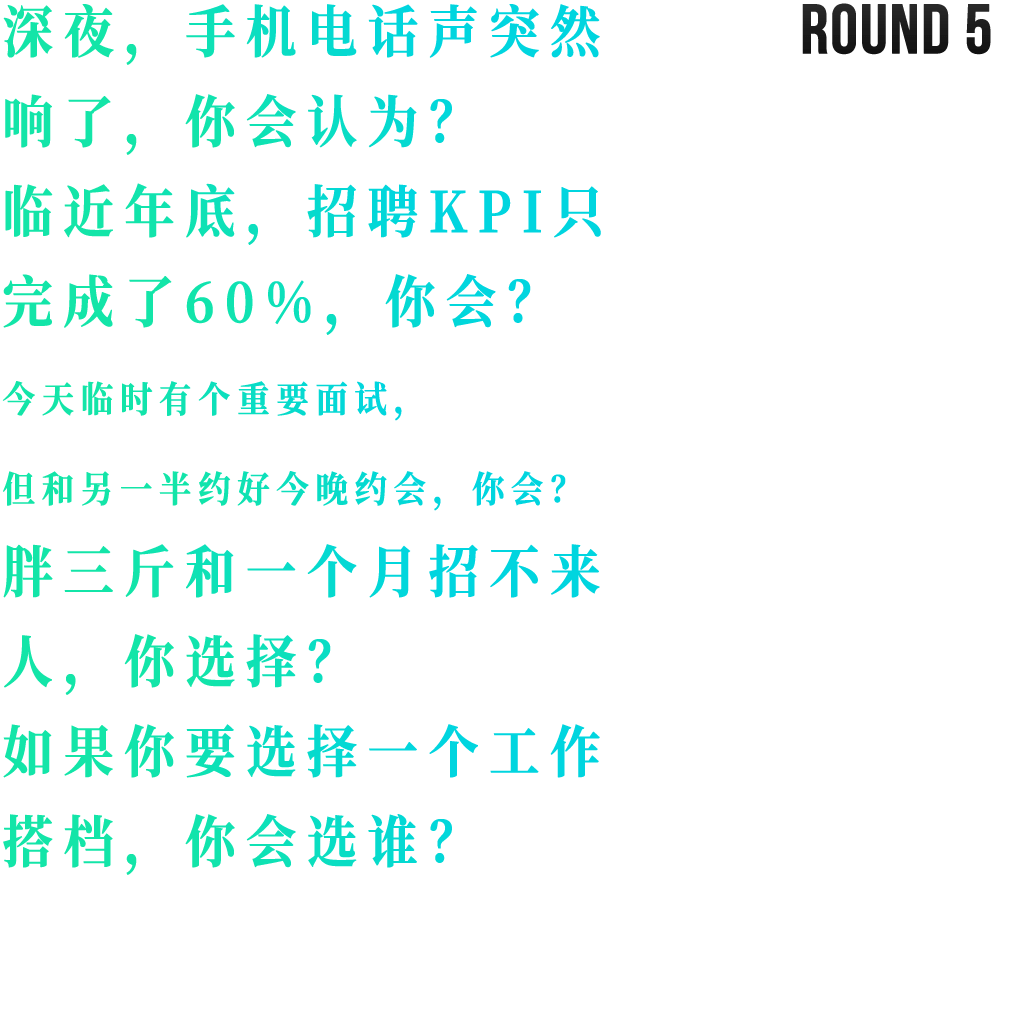 深夜，手机电话声突然
响了，你会认为？
临近年底，招聘KPI只
完成了60%，你会？
今天临时有个重要面试，
但和另一半约好今晚约会，你会？
胖三斤和一个月招不来
人，你选择？
如果你要选择一个工作
搭档，你会选谁？
ROUND 5